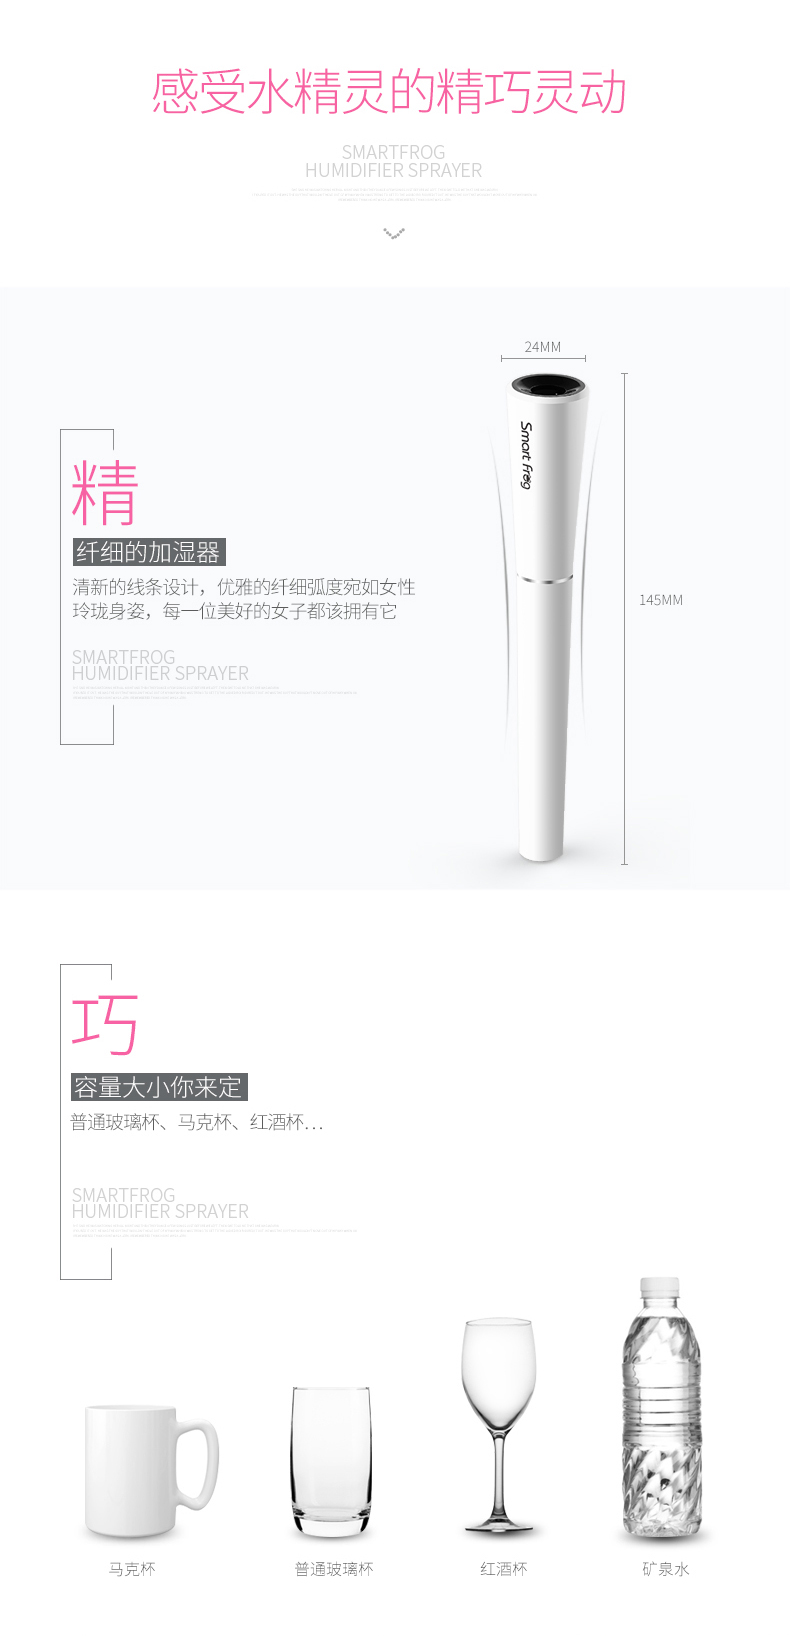 感受水精灵的精巧灵动
SMARTFROG
HUMIDIFIER SPRAYER
24MM
Smart Frog
精
纤细的加湿器
清新的线条设计，优雅的纤细弧度宛如女性
玲珑身姿，每一位美好的女子都该拥有它
145MM
SMARTFROG
HUMIDIFIER SPRAYER
巧
容量大小你来定
普通玻璃杯、马克杯、红酒杯...
SMARTFROG
HUMIDIFIER SPRAYER
马克杯
普通玻璃杯
红酒杯
矿泉水